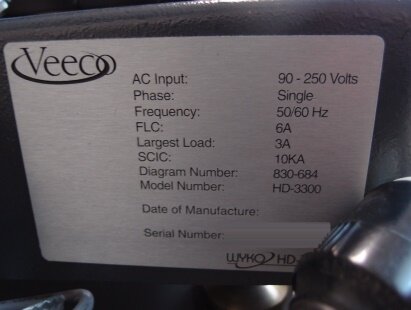 Veeco
AC Input: 90 - 250 Volts
Phase: Single
Frequency: 50/60 Hz
FLC: 6A
Largest Load: 3A
SCIC: 10KA
Diagram Number: 830-684
Model Number: HD-3300
Date of Manufacture:
Serial Number:
WYKO